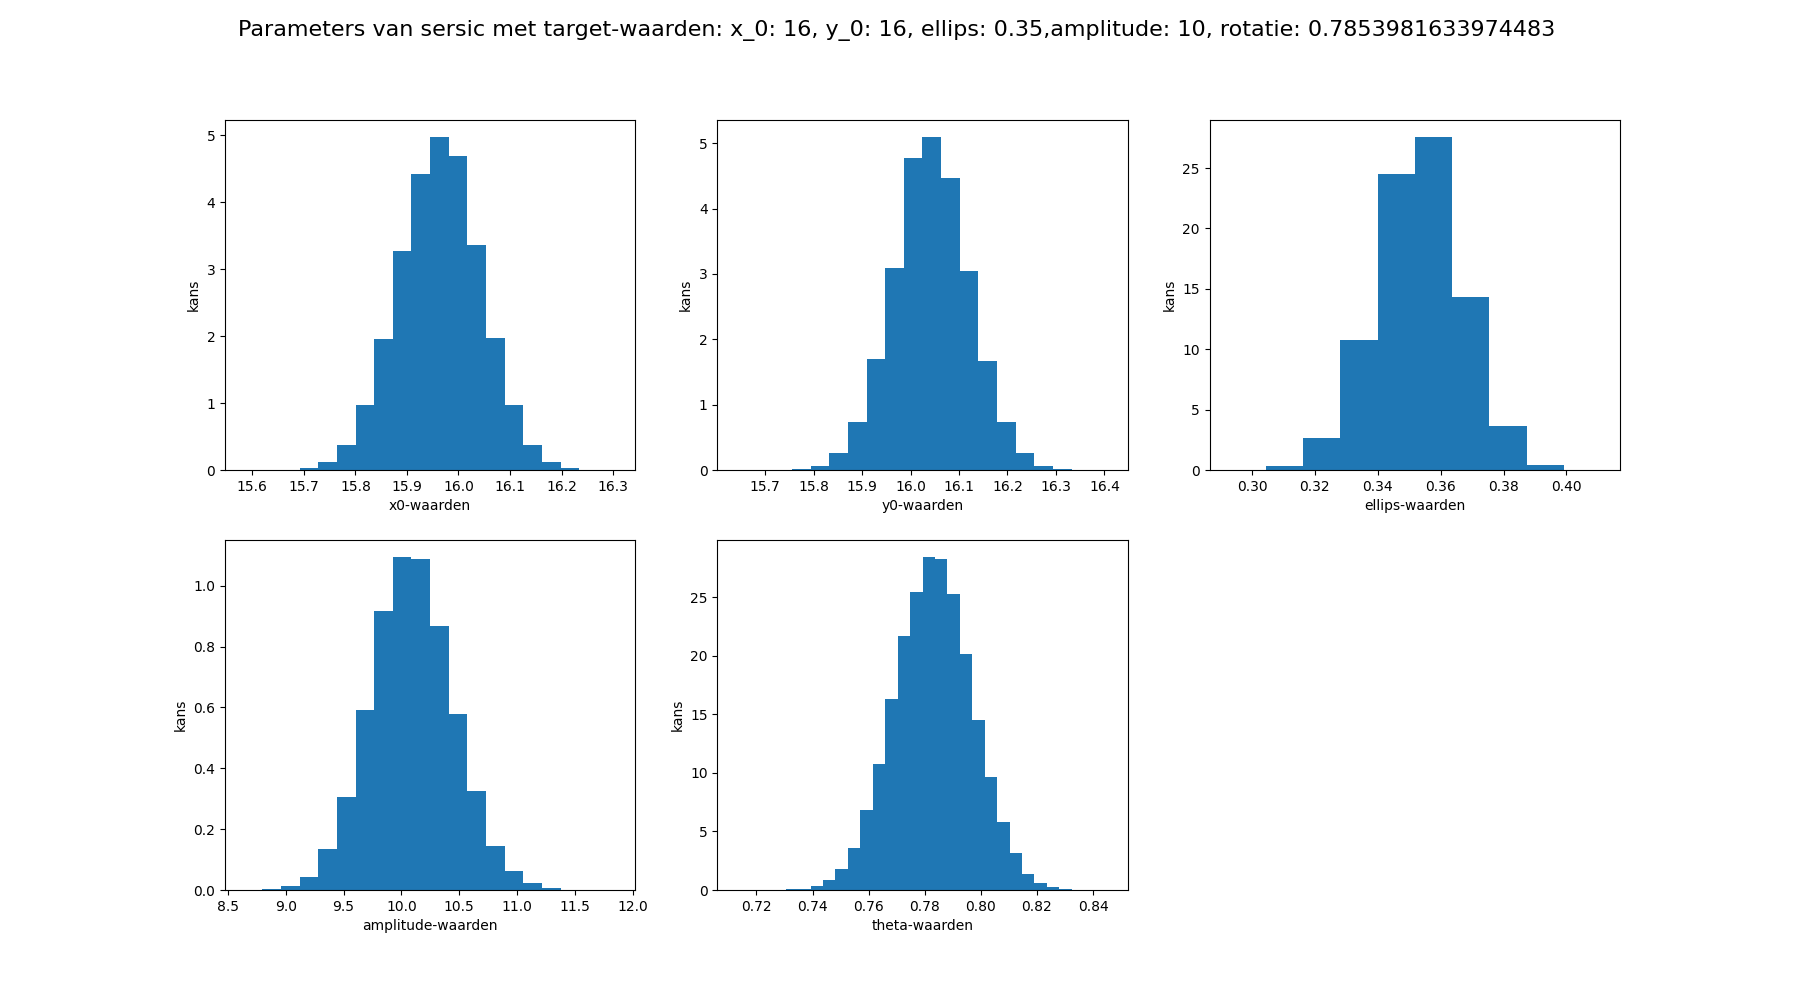 Parameters van sersic met target-waarden: x_0: 16, y_0: 16, ellips: 0.35,amplitude: 10, rotatie: 0.7853981633974483
5
4
3
2
1
0
kans
15.6 15.7 15.8 15.9 16.0 16.1 16.2 16.3
x0-waarden
5
4
3
2
1
0
kans
15.7 15.8 15.9 16.0 16.1 16.2 16.3 16.4
y0-waarden
25
20
15
10
5
0
kans
0.30 0.32 0.34 0.36 0.38 0.40
ellips-waarden
1.0
0.8
0.6
0.4
0.2
0.0
kans
8.5 9.0 9.5 10.0 10.5 11.0 11.5 12.0
amplitude-waarden
25
20
15
10
5
0
kans
0.72 0.74 0.76 0.78 0.80 0.82 0.84
theta-waarden